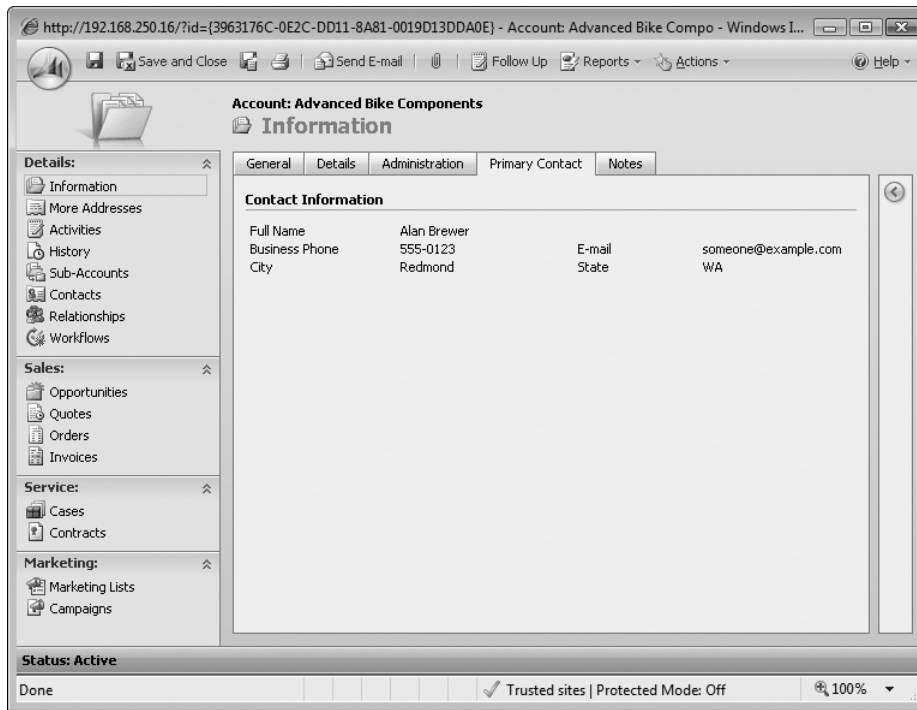 http://192.168.250.16/?id={3963176C-0E2C-DD11-8A81-0019D13DDA0E} - Account: Advanced Bike Compo - Windows I...
Save and Close Send E-mail Follow Up Reports Actions Help
Account: Advanced Bike Components
Information
Details:
Information
More Addresses
Activities
History
Sub-Accounts
Contacts
Relationships
Workflows
Sales:
Opportunities
Quotes
Orders
Invoices
Service:
Cases
Contracts
Marketing:
Marketing Lists
Campaigns
General Details Administration Primary Contact Notes
Contact Information
Full Name Alan Brewer
Business Phone 555-0123 E-mail someone@example.com
City Redmond State WA
Status: Active
Done Trusted sites | Protected Mode: Off 100%